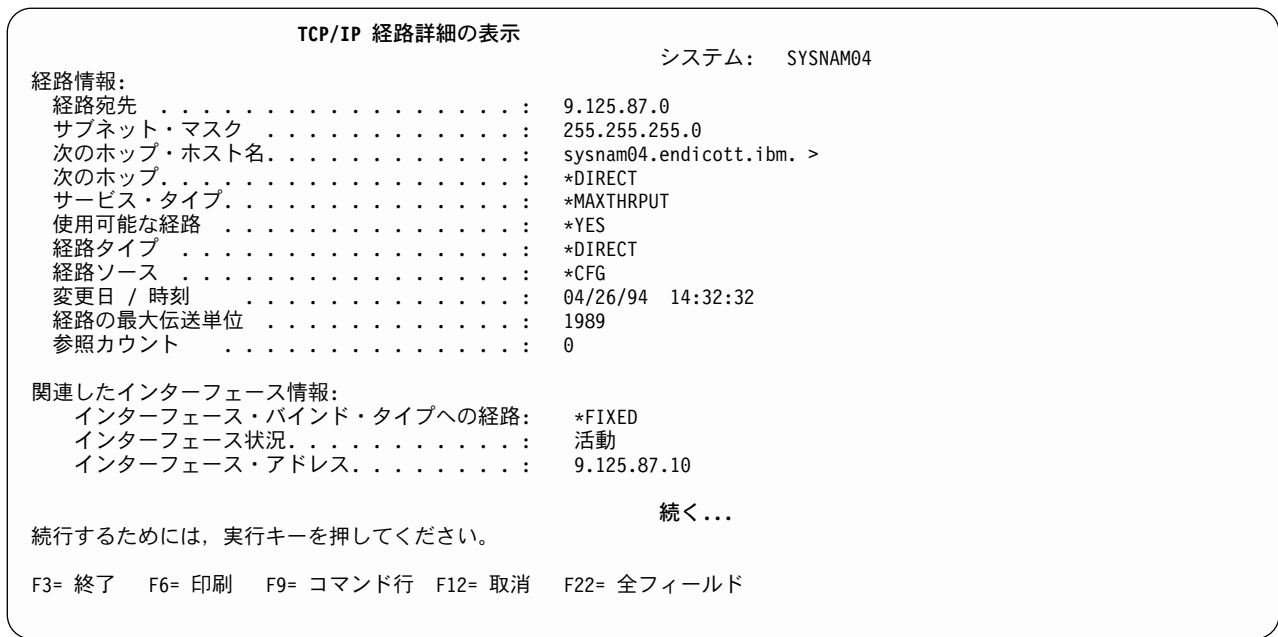 TCP/IP 経路詳細の表示
システム: SYSNAM04
経路情報:
経路宛先 . . . . . . . . . . . . . . . . . : 9.125.87.0
サブネット・マスク . . . . . . . . . . . . : 255.255.255.0
次のホップ・ホスト名. . . . . . . . . . . . : sysnam04.endicott.ibm. >
次のホップ. . . . . . . . . . . . . . . . . : *DIRECT
サービス・タイプ. . . . . . . . . . . . . . : *MAXTHRPUT
使用可能な経路 . . . . . . . . . . . . . . : *YES
経路タイプ . . . . . . . . . . . . . . . . : *DIRECT
経路ソース . . . . . . . . . . . . . . . . : *CFG
変更日 / 時刻 . . . . . . . . . . . . . : 04/26/94 14:32:32
経路の最大伝送単位 . . . . . . . . . . . . : 1989
参照カウント . . . . . . . . . . . . . . : 0
関連したインターフェース情報:
インターフェース・バインド・タイプへの経路: *FIXED
インターフェース状況. . . . . . . . . . . : 活動
インターフェース・アドレス. . . . . . . . : 9.125.87.10
続く...
続行するためには，実行キーを押してください。
F3= 終了 F6= 印刷 F9= コマンド行 F12= 取消 F22= 全フィールド